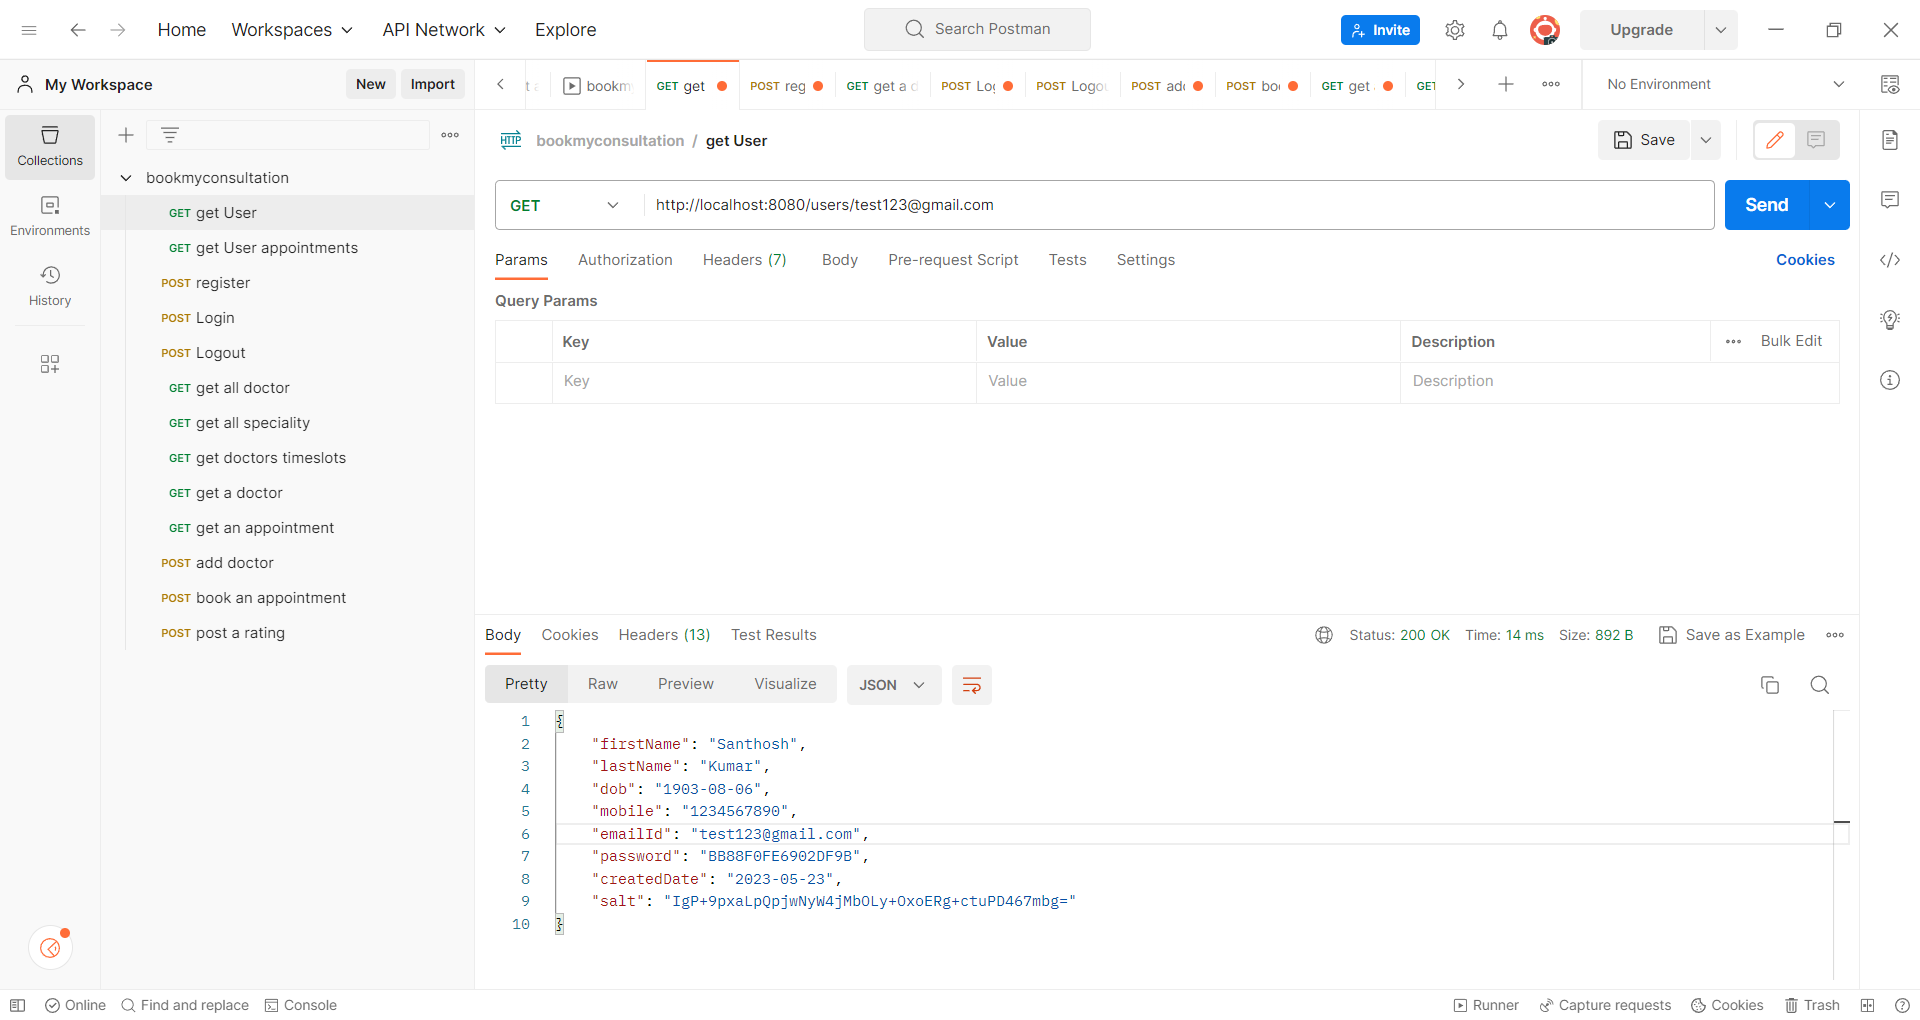 Home Workspaces API Network Explore Search Postman Invite Upgrade
My Workspace New Import bookm GET get POST reg GET get a d POST Log POST Logo POST add POST boo GET get GET No Environment
Collections
Environments
History
bookmyconsultation
GET get User
GET get User appointments
POST register
POST Login
POST Logout
GET get all doctor
GET get all speciality
GET get doctors timeslots
GET get a doctor
GET get an appointment
POST add doctor
POST book an appointment
POST post a rating
HTTP bookmyconsultation / get User Save
GET http://localhost:8080/users/test123@gmail.com Send
Params Authorization Headers (7) Body Pre-request Script Tests Settings Cookies
Query Params
Key Value Description Bulk Edit
Key Value Description
Body Cookies Headers (13) Test Results Status: 200 OK Time: 14 ms Size: 892 B Save as Example
Pretty Raw Preview Visualize JSON
1 {
2 "firstName": "Santhosh",
3 "lastName": "Kumar",
4 "dob": "1903-08-06",
5 "mobile": "1234567890",
6 "emailId": "test123@gmail.com",
7 "password": "BB88F0FE6902DF9B",
8 "createdDate": "2023-05-23",
9 "salt": "IgP+9pxaLpQpjwNyW4jMbOLy+OxoERg+ctuPD467mbg="
10 }
Online Find and replace Console Runner Capture requests Cookies Trash